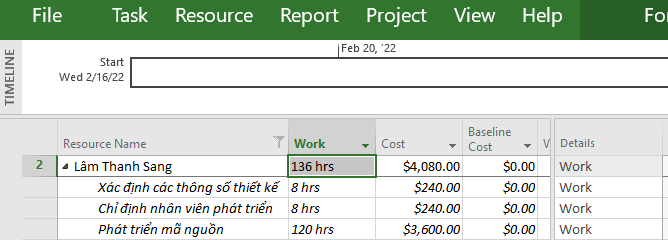 File Task Resource Report Project View Help For
Feb 20, '22
Start
Wed 2/16/22
TIMELINE
Resource Name Work Cost Baseline Cost V Details
2 Lâm Thanh Sang 136 hrs $4,080.00 $0.00 Work
Xác định các thông số thiết kế 8 hrs $240.00 $0.00 Work
Chỉ định nhân viên phát triển 8 hrs $240.00 $0.00 Work
Phát triển mã nguồn 120 hrs $3,600.00 $0.00 Work